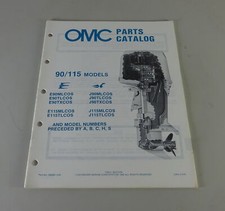 OMC PARTS
CATALOG
90/115 MODELS
E90MLCOS J90MLCOS
E90TLCOS J90TLCOS
E90TXCOS J90TXCOS
E115MLCOS J115MLCOS
E115TLCOS J115TLCOS
AND MODEL NUMBERS
PRECEDED BY A, B, C, H, S